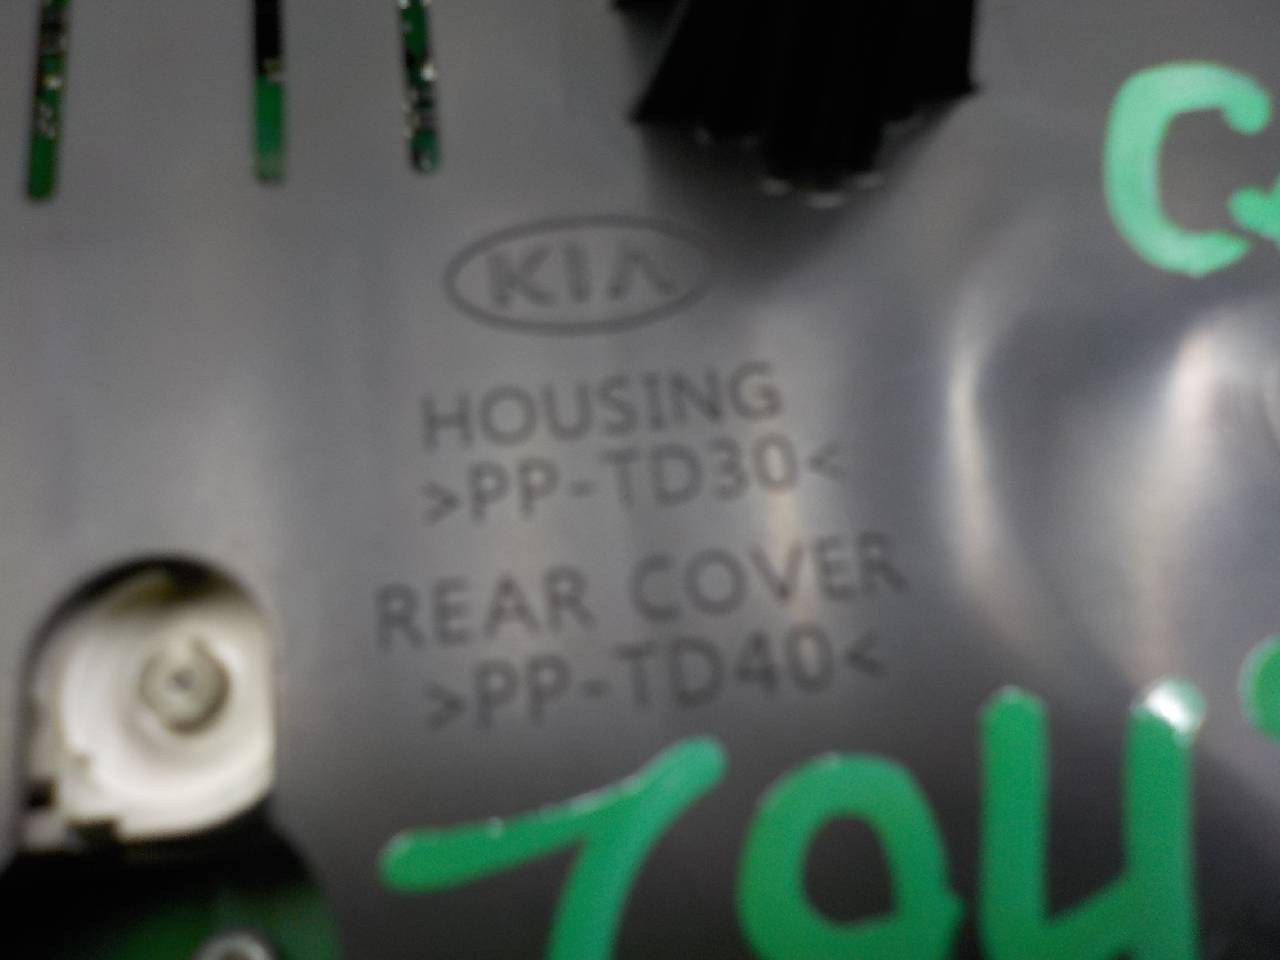 KIA
HOUSING
>PP-TD30<
REAR COVER
>PP-TD40<